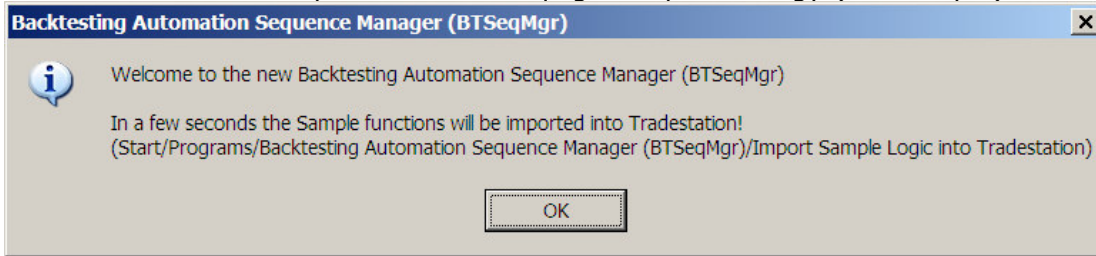 Backtesting Automation Sequence Manager (BTSeqMgr)
Welcome to the new Backtesting Automation Sequence Manager (BTSeqMgr)
In a few seconds the Sample functions will be imported into Tradestation!
(Start/Programs/Backtesting Automation Sequence Manager (BTSeqMgr)/Import Sample Logic into Tradestation)
OK